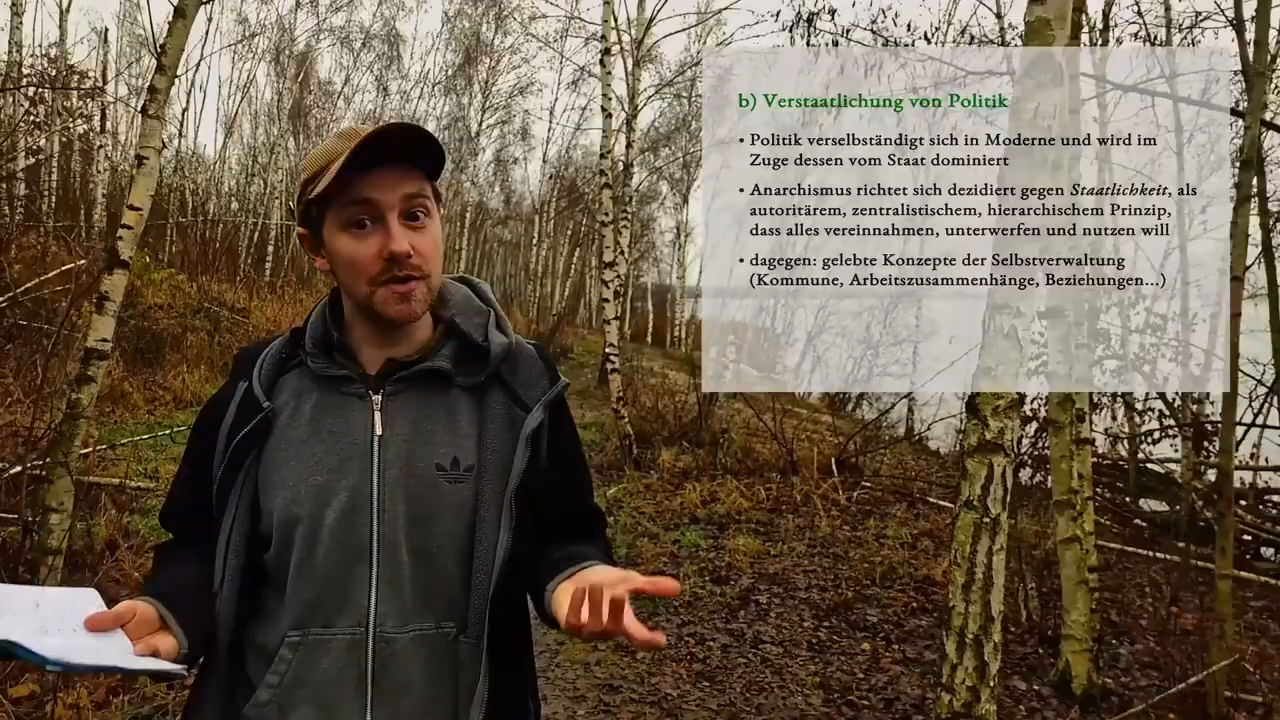 b) Verstaatlichung von Politik
• Politik verselbständigt sich in Moderne und wird im
Zuge dessen vom Staat dominiert
• Anarchismus richtet sich dezidiert gegen Staatlichkeit, als
autoritärem, zentralistischem, hierarchischem Prinzip,
dass alles vereinnahmen, unterwerfen und nutzen will
• dagegen: gelebte Konzepte der Selbstverwaltung
(Kommune, Arbeitszusammenhänge, Beziehungen...)